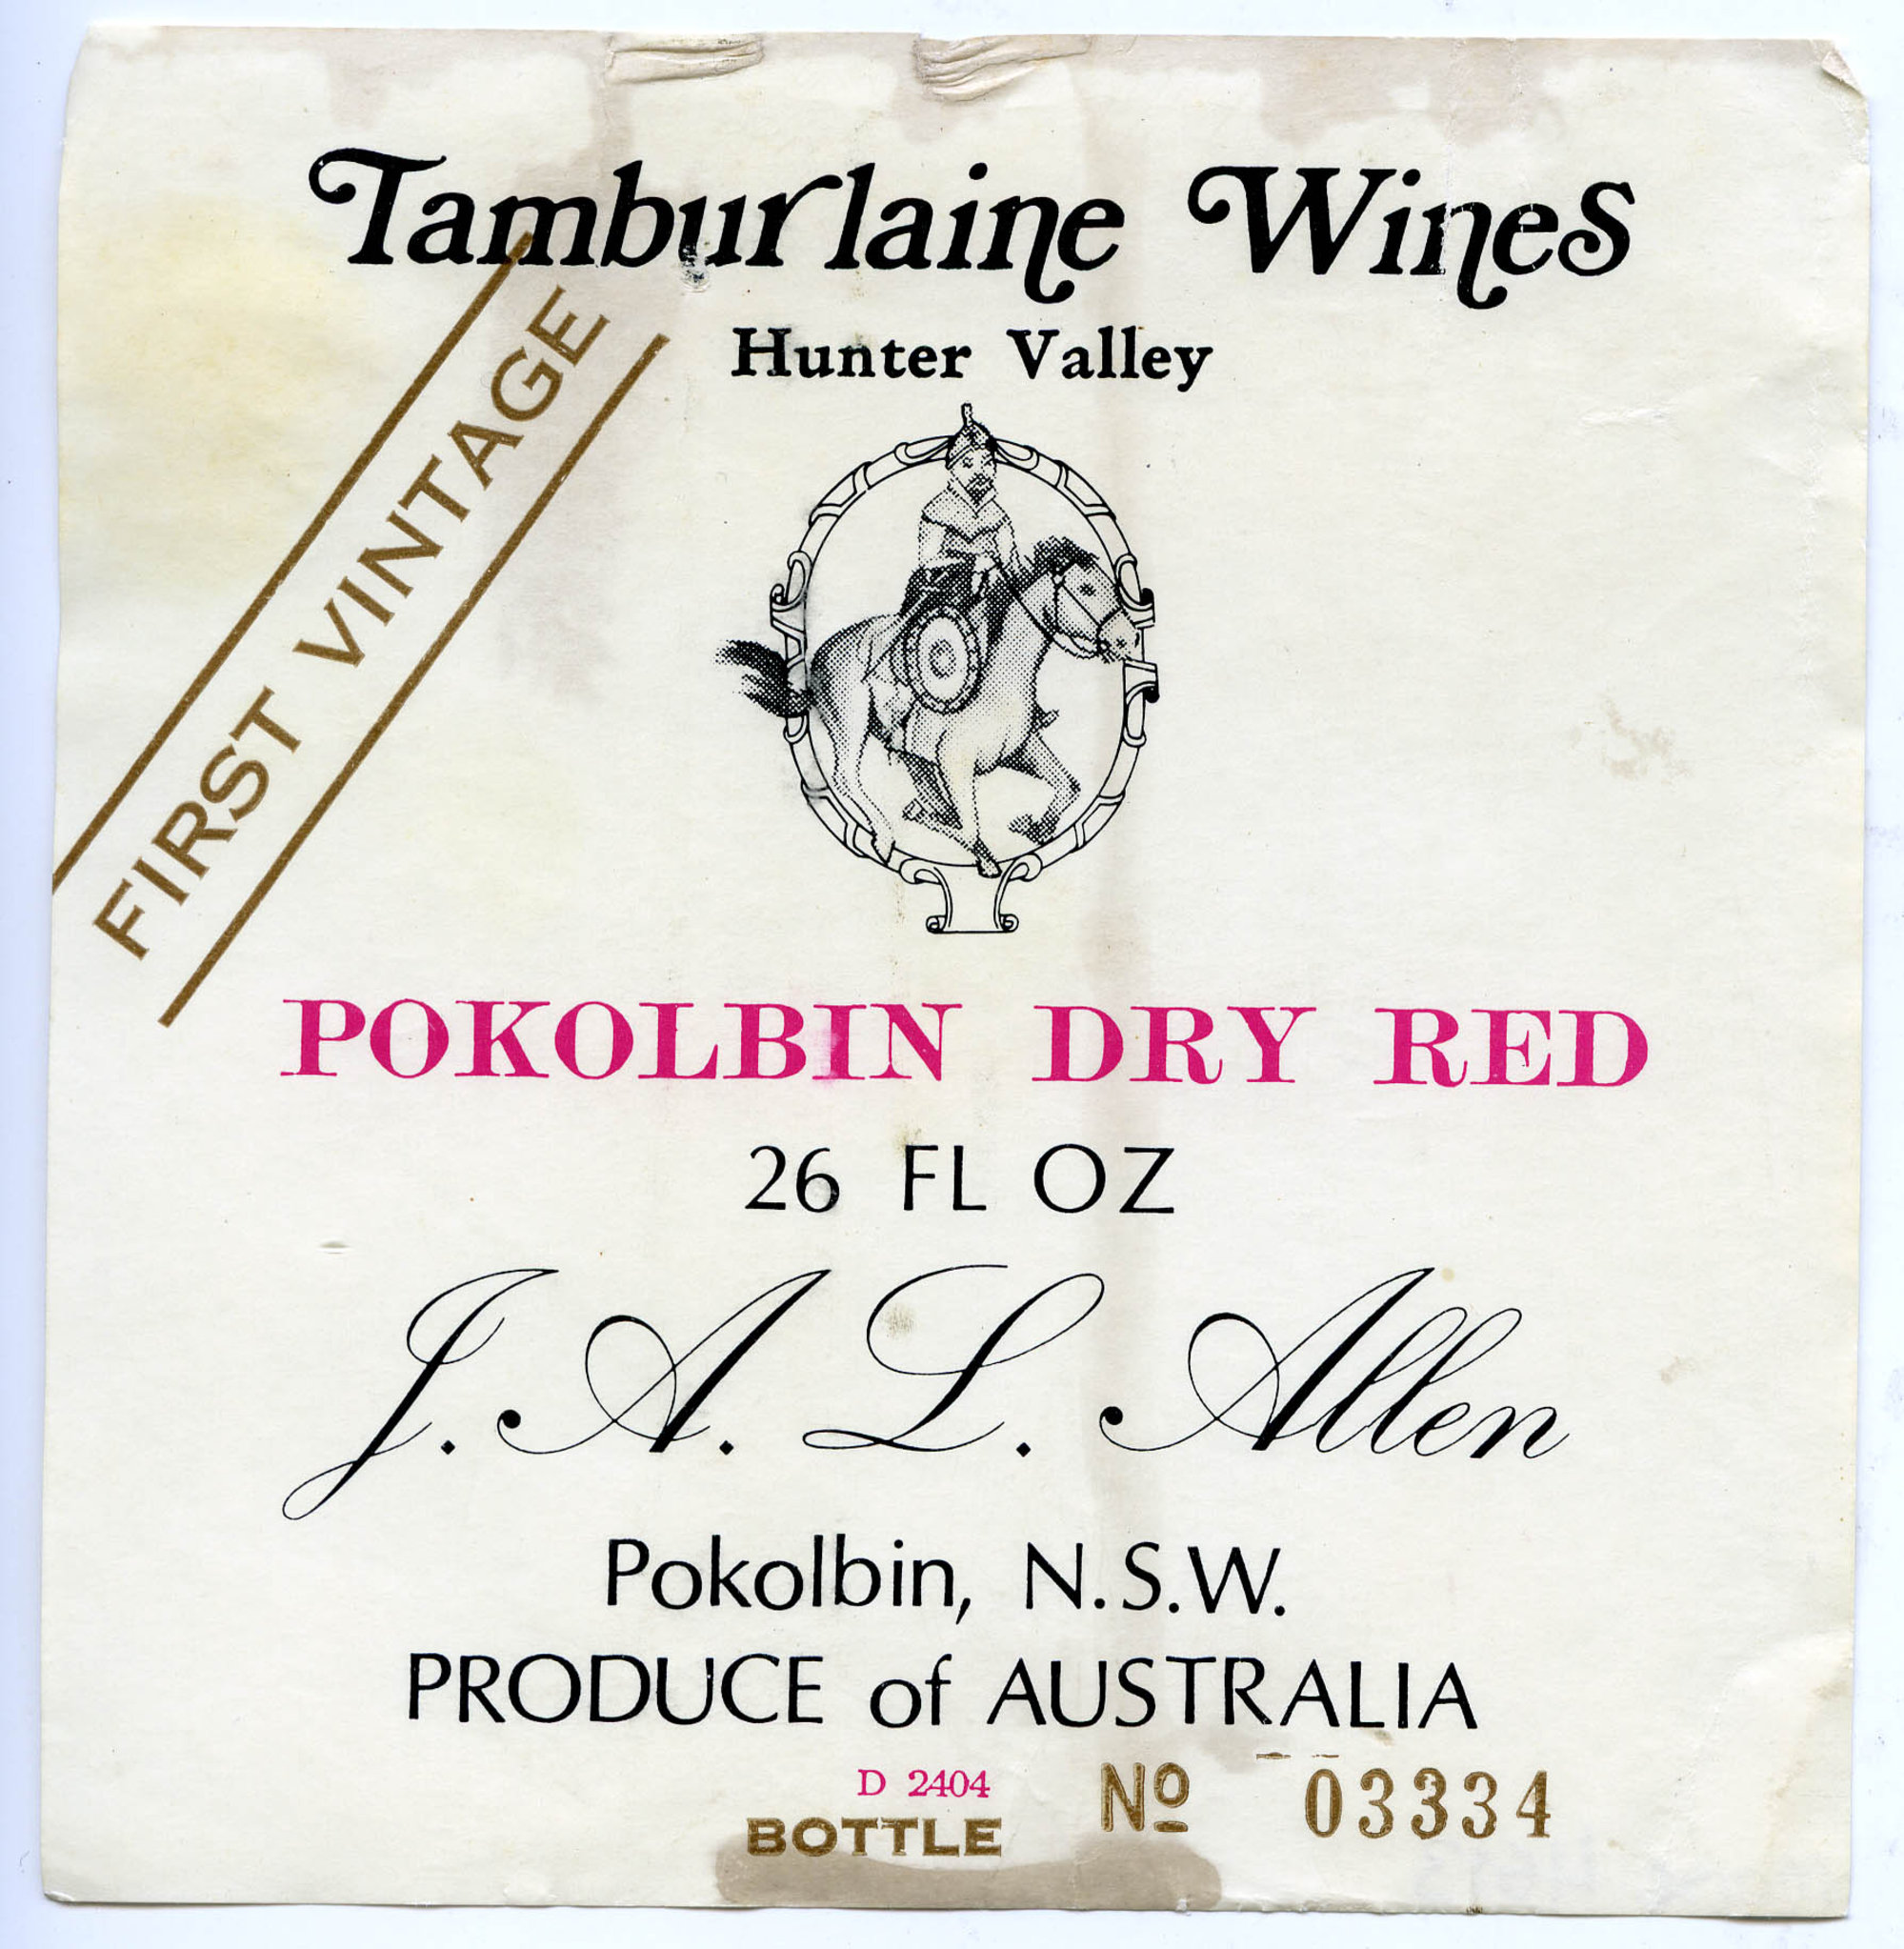 Tamburlaine Wines
Hunter Valley
FIRST VINTAGE
POKOLBIN DRY RED
26 FL OZ
J. A. L. Allen
Pokolbin, N.S.W.
PRODUCE of AUSTRALIA
D 2404
BOTTLE Nº 03334